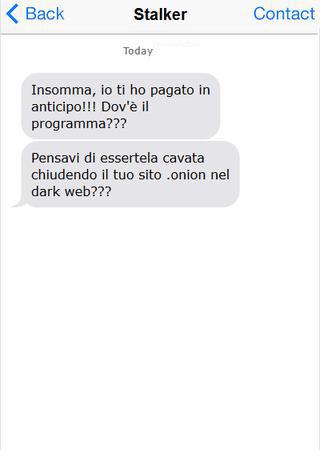 Back
Stalker
Contact
Today
Insomma, io ti ho pagato in
anticipo!!! Dov'è il
programma???
Pensavi di essertela cavata
chiudendo il tuo sito .onion nel
dark web???